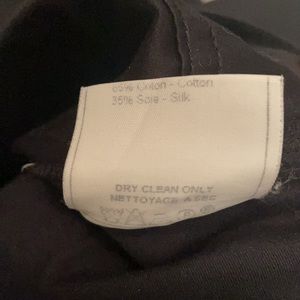 65% Coton - Cotton
35% Soie - Silk
DRY CLEAN ONLY
NETTOYAGE A SEC